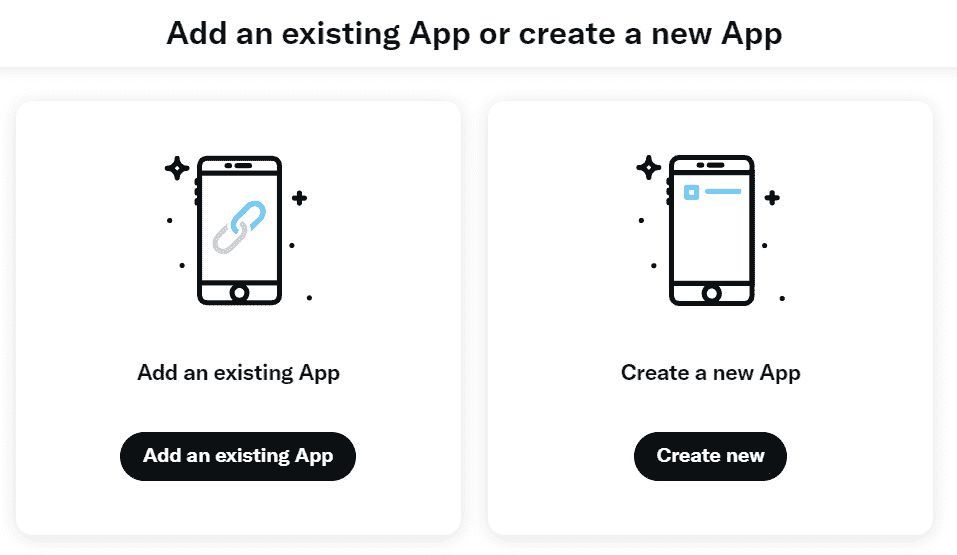 Add an existing App or create a new App
Add an existing App
Add an existing App
Create a new App
Create new